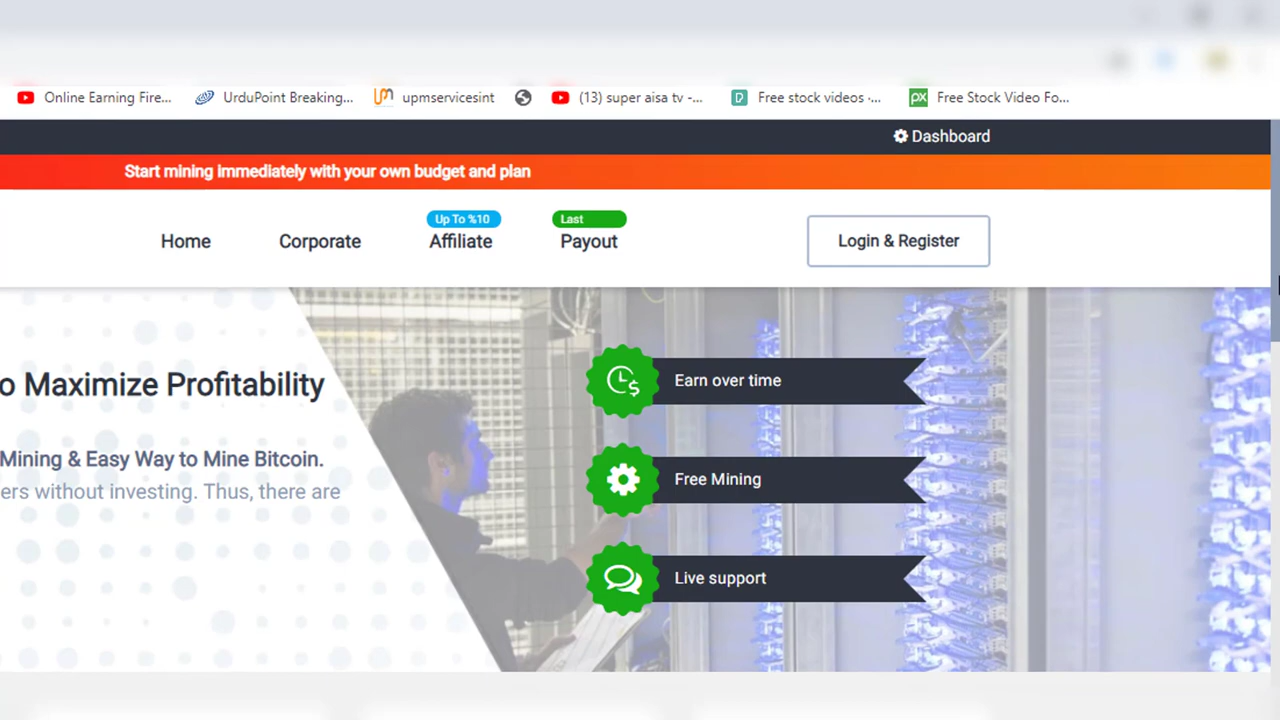 Online Earning Fire...
UrduPoint Breaking...
upmservicesint
(13) super aisa tv -...
Free stock videos ·...
Free Stock Video Fo...
Dashboard
Start mining immediately with your own budget and plan
Up To %10
Last
Home
Corporate
Affiliate
Payout
Login & Register
o Maximize Profitability
Mining & Easy Way to Mine Bitcoin.
ers without investing. Thus, there are
Earn over time
Free Mining
Live support